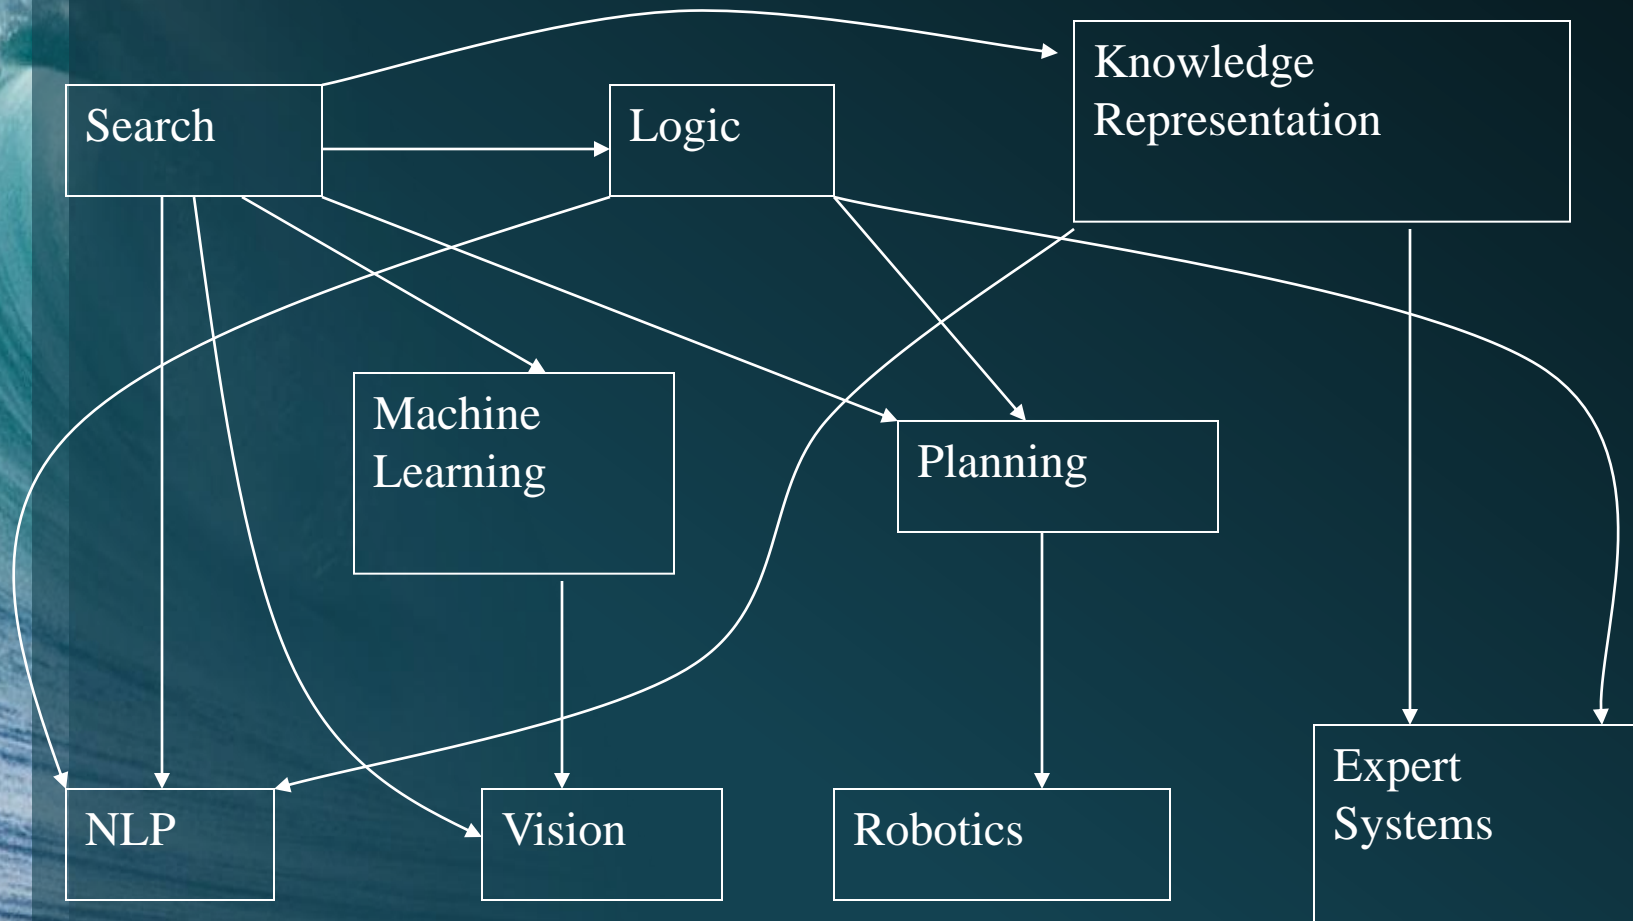 Search
Logic
Knowledge
Representation
Machine
Learning
Planning
NLP
Vision
Robotics
Expert
Systems